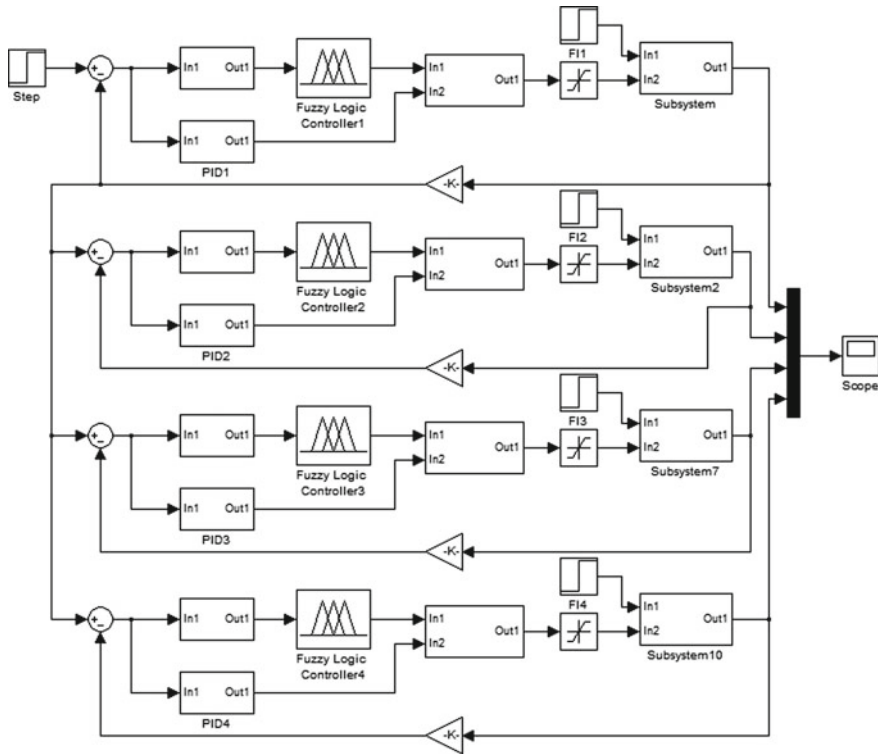 Step
+
-
In1 Out1
Fuzzy Logic
Controller1
In1
In2
Out1
FI1
In1
In2
Out1
Subsystem
In1 Out1
PID1
-K-
+
-
In1 Out1
Fuzzy Logic
Controller2
In1
In2
Out1
FI2
In1
In2
Out1
Subsystem2
In1 Out1
PID2
-K-
Scope
+
-
In1 Out1
Fuzzy Logic
Controller3
In1
In2
Out1
FI3
In1
In2
Out1
Subsystem7
In1 Out1
PID3
-K-
+
-
In1 Out1
Fuzzy Logic
Controller4
In1
In2
Out1
FI4
In1
In2
Out1
Subsystem10
In1 Out1
PID4
-K-